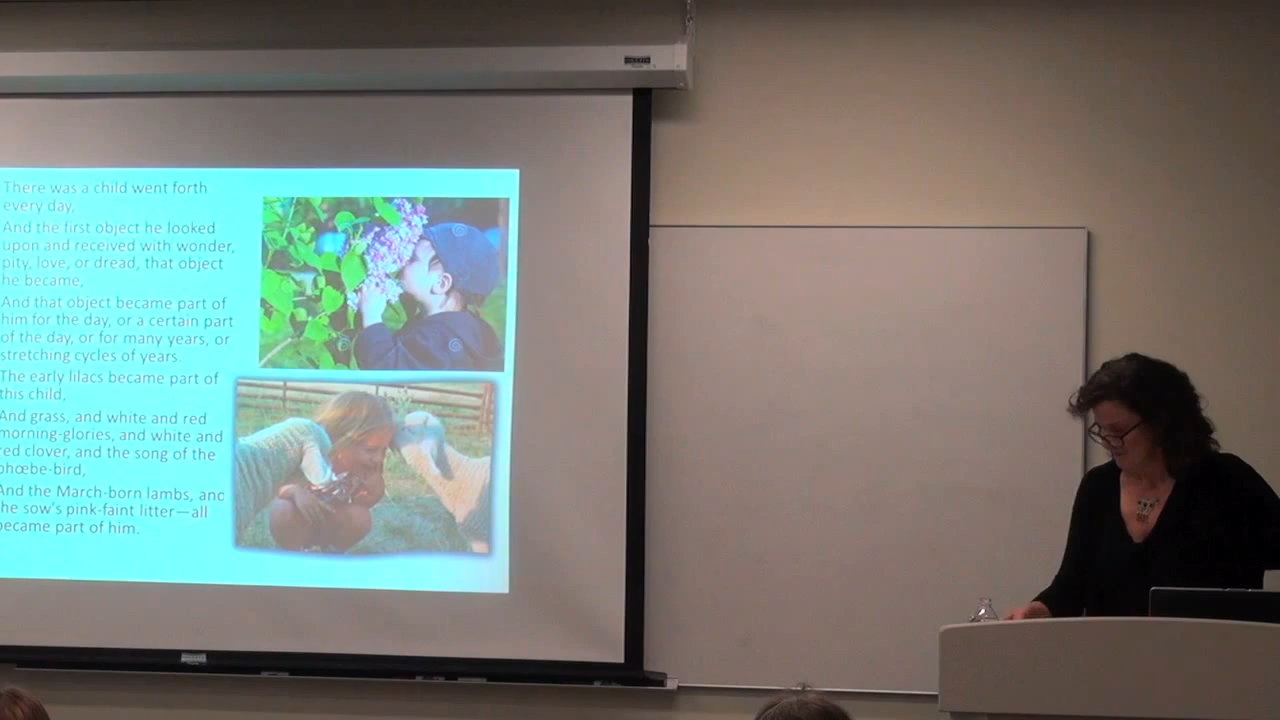 There was a child went forth
every day,
And the first object he looked
upon and received with wonder,
pity, love, or dread, that object
he became,
And that object became part of
him for the day, or a certain part
of the day, or for many years, or
stretching cycles of years.
The early lilacs became part of
this child,
And grass, and white and red
morning-glories, and white and
red clover, and the song of the
phœbe-bird,
And the March-born lambs, and
he sow's pink-faint litter—all
became part of him.